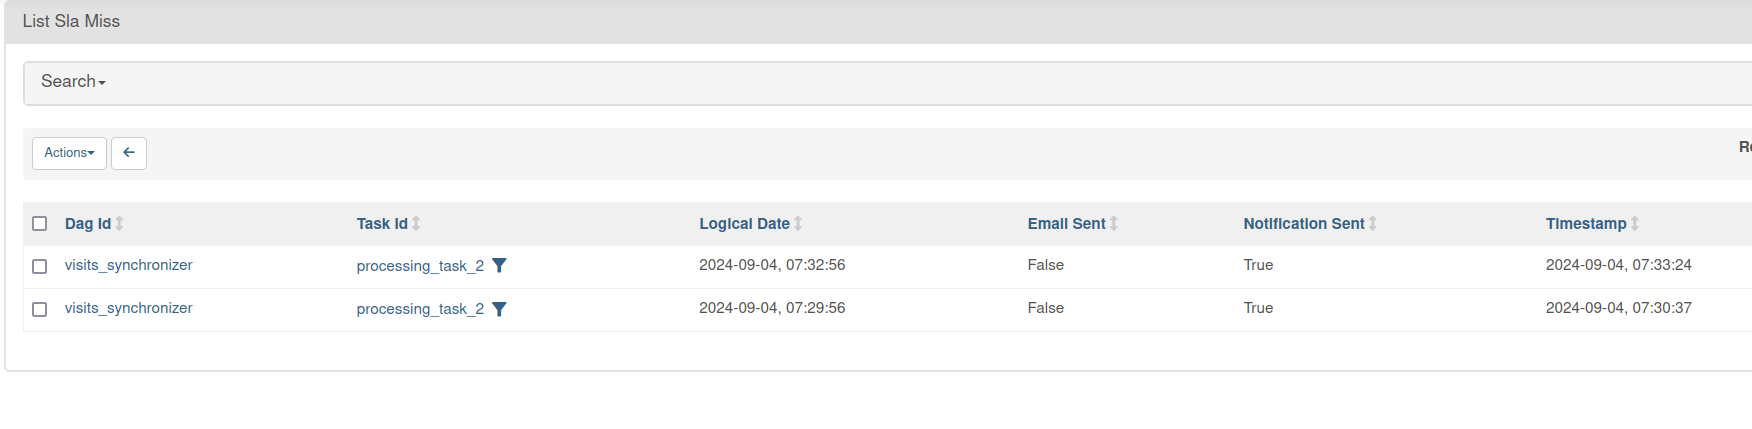 List Sla Miss
Search
Actions
Dag Id Task Id Logical Date Email Sent Notification Sent Timestamp
visits_synchronizer processing_task_2 2024-09-04, 07:32:56 False True 2024-09-04, 07:33:24
visits_synchronizer processing_task_2 2024-09-04, 07:29:56 False True 2024-09-04, 07:30:37